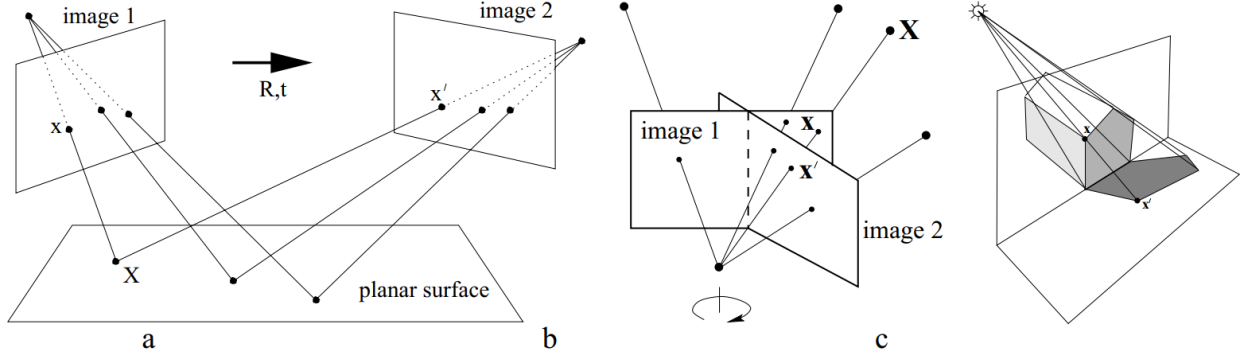 image 1
image 2
R,t
x
x′
X
planar surface
a
b
image 1
X
x
x′
image 2
c
x
x′